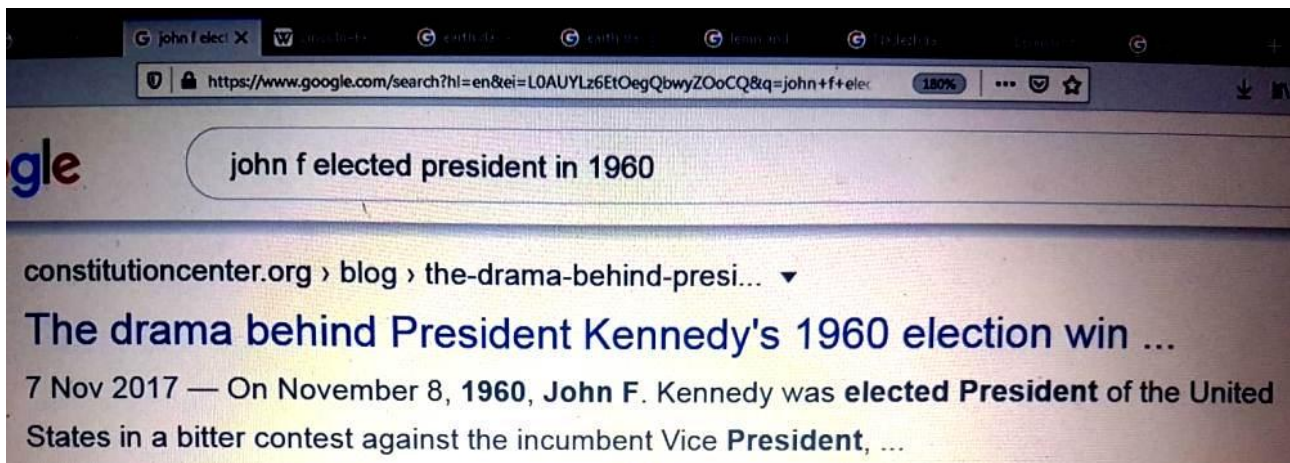 john f elect
https://www.google.com/search?hl=en&ei=L0AUYLz6EtOegQbwyZOoCQ&q=john+f+elec 180%
gle john f elected president in 1960
constitutioncenter.org › blog › the-drama-behind-presi...
The drama behind President Kennedy's 1960 election win ...
7 Nov 2017 — On November 8, 1960, John F. Kennedy was elected President of the United
States in a bitter contest against the incumbent Vice President, ...